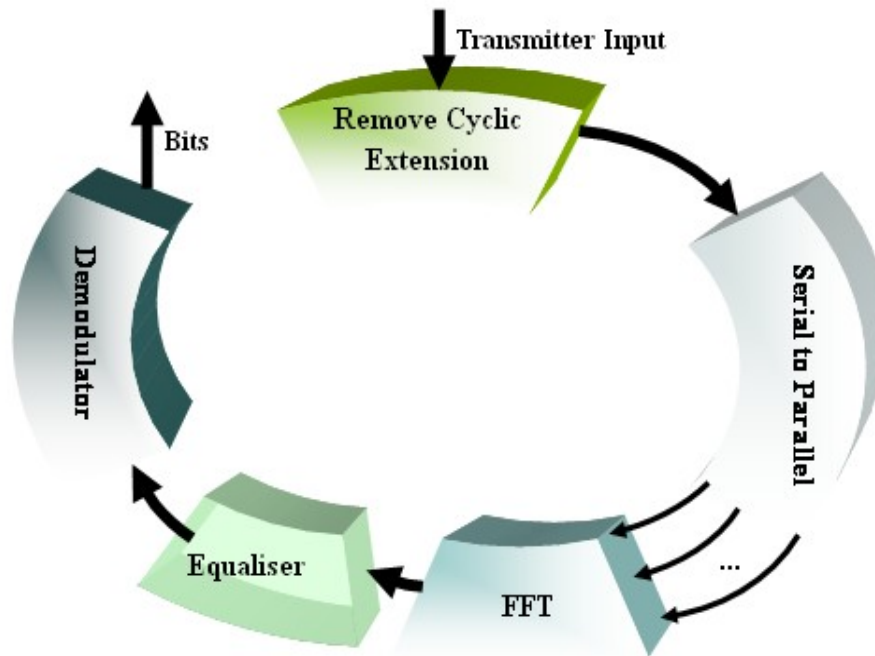 Transmitter Input
Remove Cyclic
Extension
Serial to Parallel
...
FFT
Equaliser
Demodulator
Bits